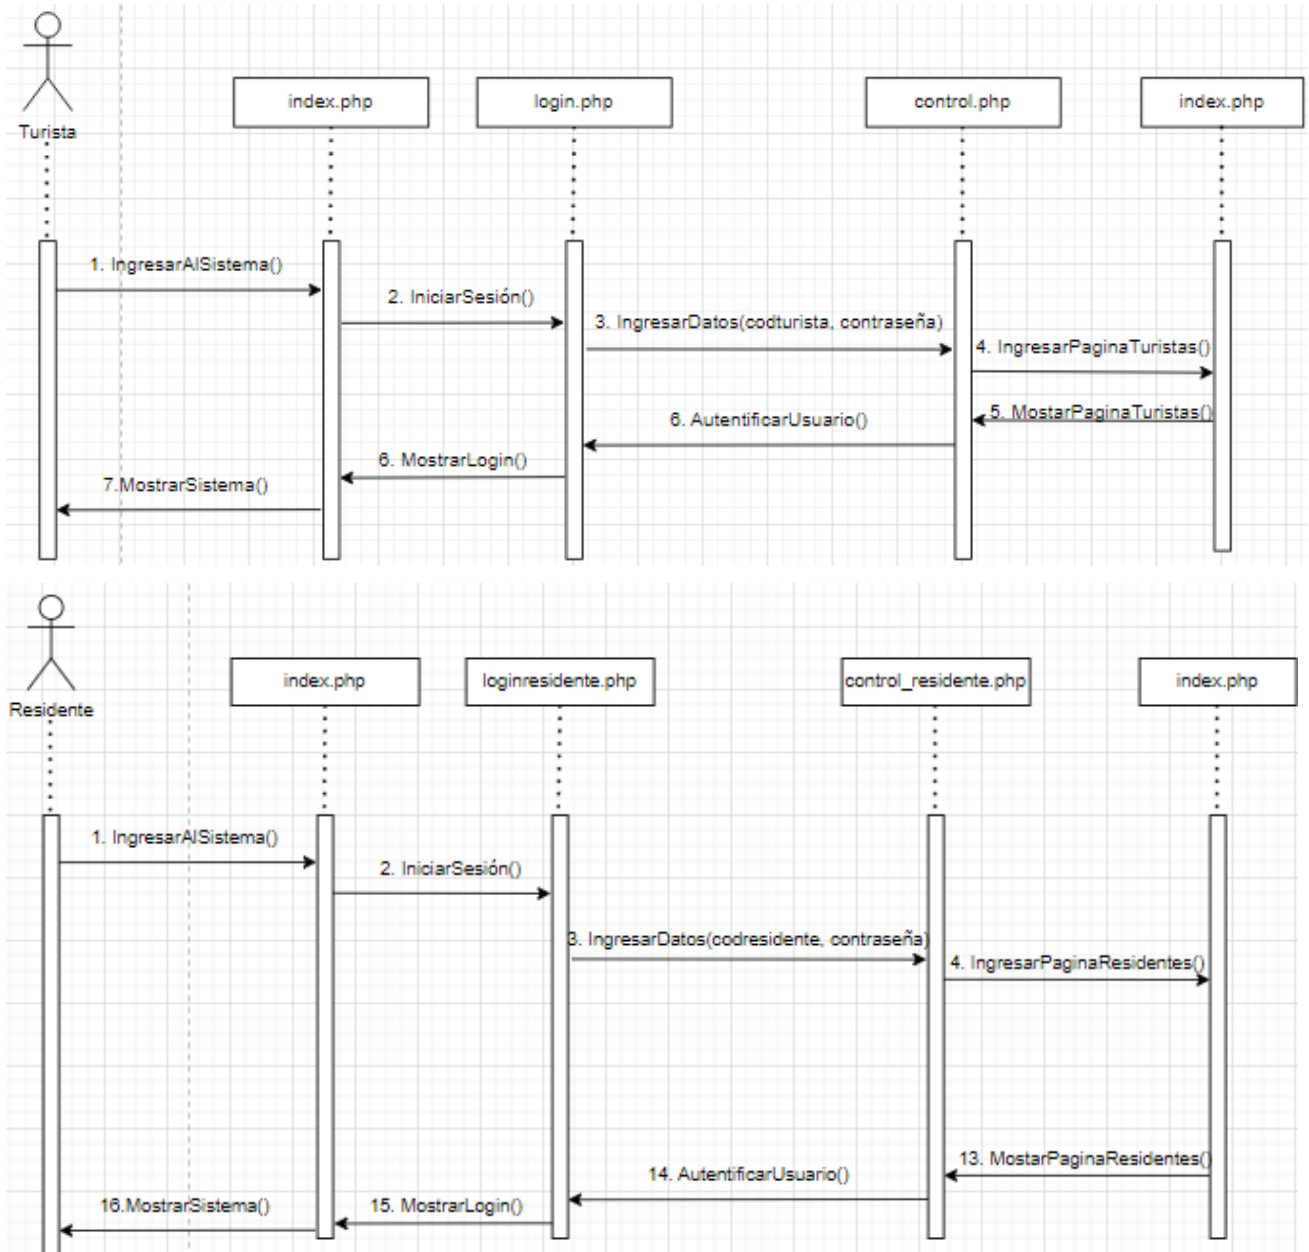 Turista
index.php
login.php
control.php
index.php
1. IngresarAlSistema()
2. IniciarSesión()
3. IngresarDatos(codturista, contraseña)
4. IngresarPaginaTuristas()
5. MostarPaginaTuristas()
6. AutentificarUsuario()
6. MostrarLogin()
7.MostrarSistema()
Residente
index.php
loginresidente.php
control_residente.php
index.php
1. IngresarAlSistema()
2. IniciarSesión()
3. IngresarDatos(codresidente, contraseña)
4. IngresarPaginaResidentes()
13. MostarPaginaResidentes()
14. AutentificarUsuario()
15. MostrarLogin()
16.MostrarSistema()